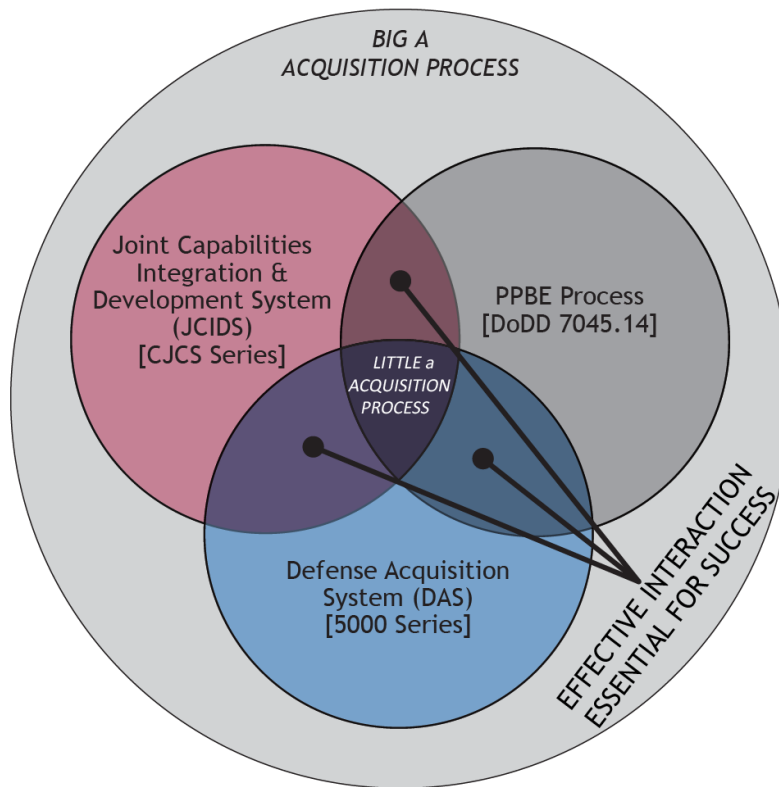 BIG A
ACQUISITION PROCESS
Joint Capabilities
Integration &
Development System
(JCIDS)
[CJCS Series]
PPBE Process
[DoDD 7045.14]
LITTLE a
ACQUISITION
PROCESS
Defense Acquisition
System (DAS)
[5000 Series]
EFFECTIVE INTERACTION
ESSENTIAL FOR SUCCESS